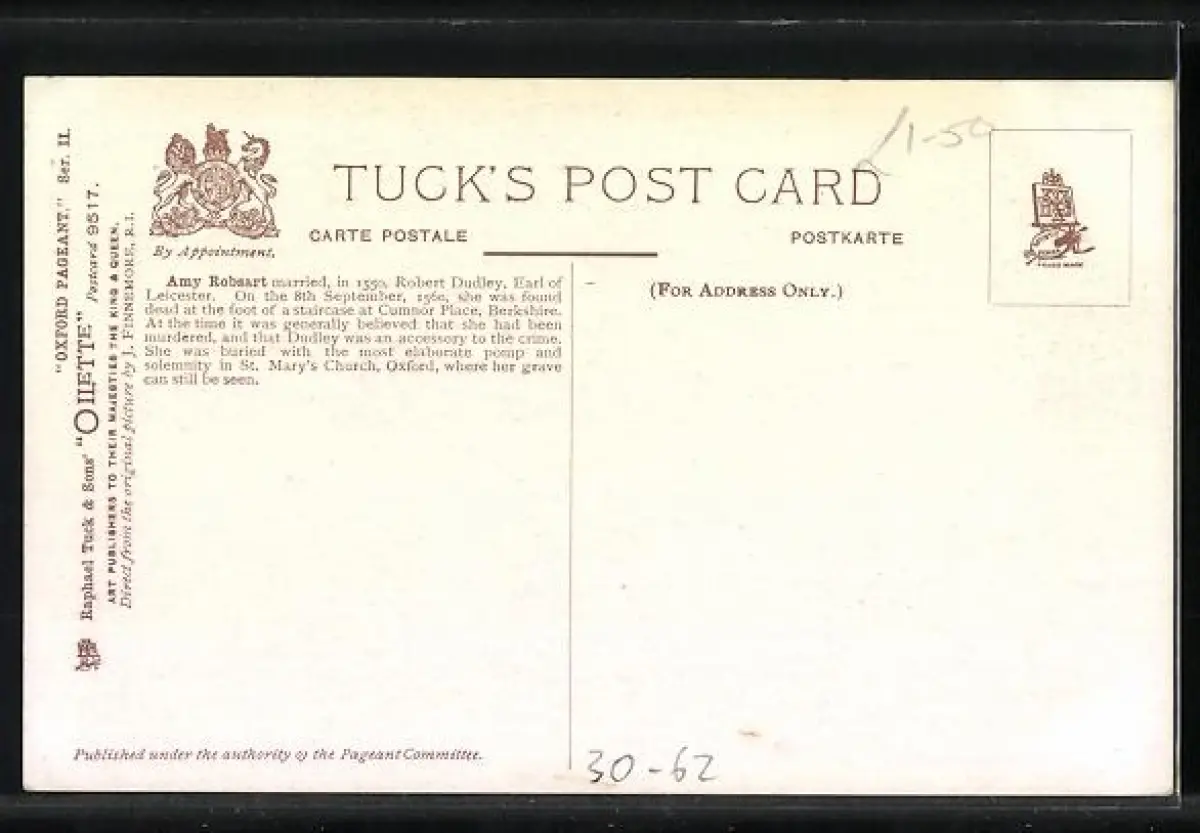 "OXFORD PAGEANT," Ser. II.
Raphael Tuck & Sons' "OILETTE" Postcard 9517.
ART PUBLISHERS TO THEIR MAJESTIES THE KING & QUEEN.
Direct from the original picture by J. FINNEMORE, R.I.
By Appointment.
TUCK'S POST CARD
CARTE POSTALE
POSTKARTE
£1-50
TRADE MARK
(FOR ADDRESS ONLY.)
Amy Robsart married, in 1550, Robert Dudley, Earl of
Leicester. On the 8th September, 1560, she was found
dead at the foot of a staircase at Cumnor Place, Berkshire.
At the time it was generally believed that she had been
murdered, and that Dudley was an accessory to the crime.
She was buried with the most elaborate pomp and
solemnity in St. Mary's Church, Oxford, where her grave
can still be seen.
Published under the authority of the Pageant Committee.
30-62